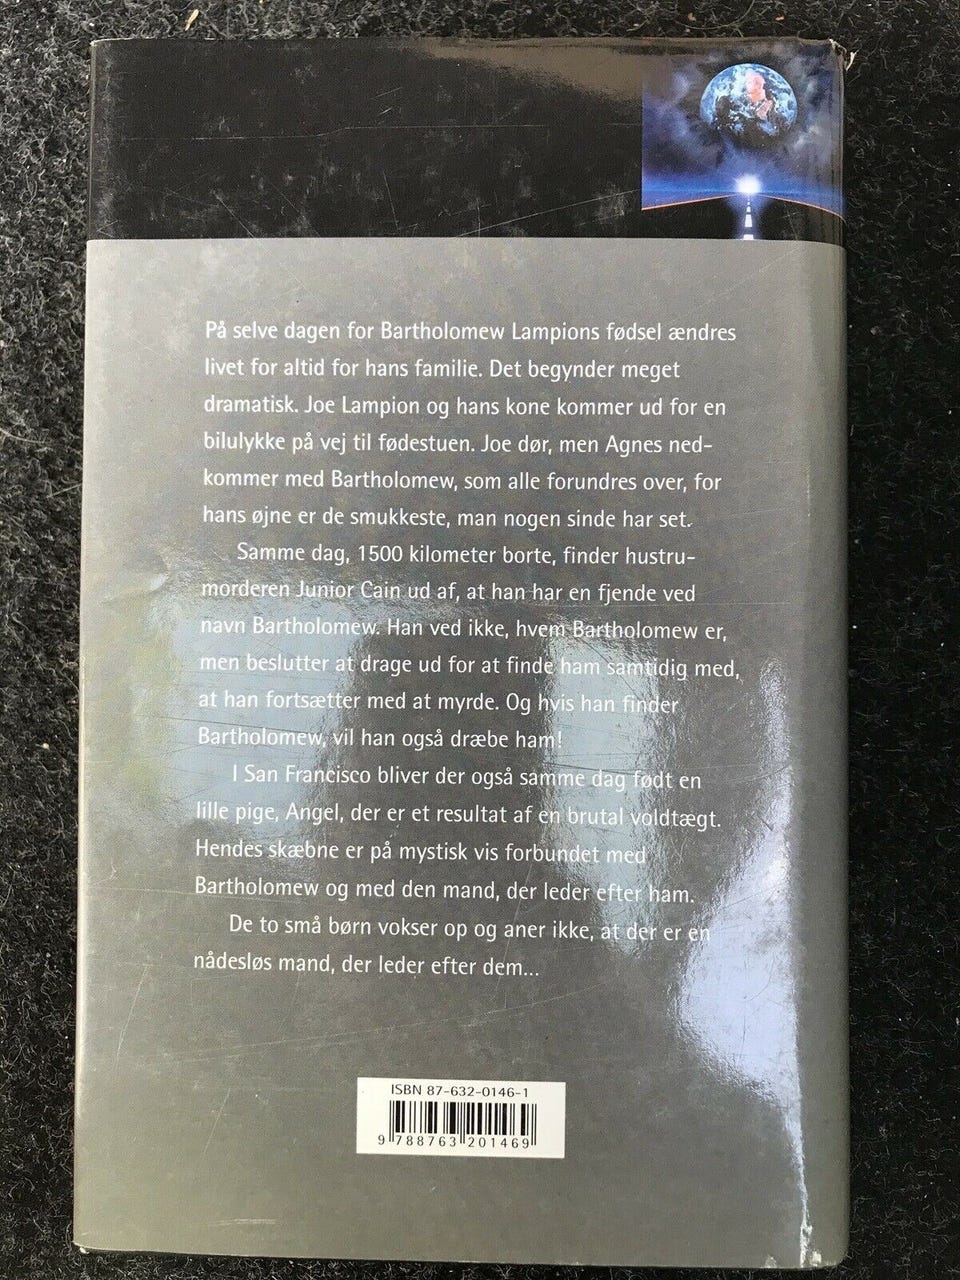 På selve dagen for Bartholomew Lampions fødsel ændres
livet for altid for hans familie. Det begynder meget
dramatisk. Joe Lampion og hans kone kommer ud for en
bilulykke på vej til fødestuen. Joe dør, men Agnes ned-
kommer med Bartholomew, som alle forundres over, for
hans øjne er de smukkeste, man nogen sinde har set.
Samme dag, 1500 kilometer borte, finder hustru-
morderen Junior Cain ud af, at han har en fjende ved
navn Bartholomew. Han ved ikke, hvem Bartholomew er,
men beslutter at drage ud for at finde ham samtidig med,
at han fortsætter med at myrde. Og hvis han finder
Bartholomew, vil han også dræbe ham!
I San Francisco bliver der også samme dag født en
lille pige, Angel, der er et resultat af en brutal voldtægt.
Hendes skæbne er på mystisk vis forbundet med
Bartholomew og med den mand, der leder efter ham.
De to små børn vokser op og aner ikke, at der er en
nådesløs mand, der leder efter dem...
ISBN 87-632-0146-1
9 788763 201469